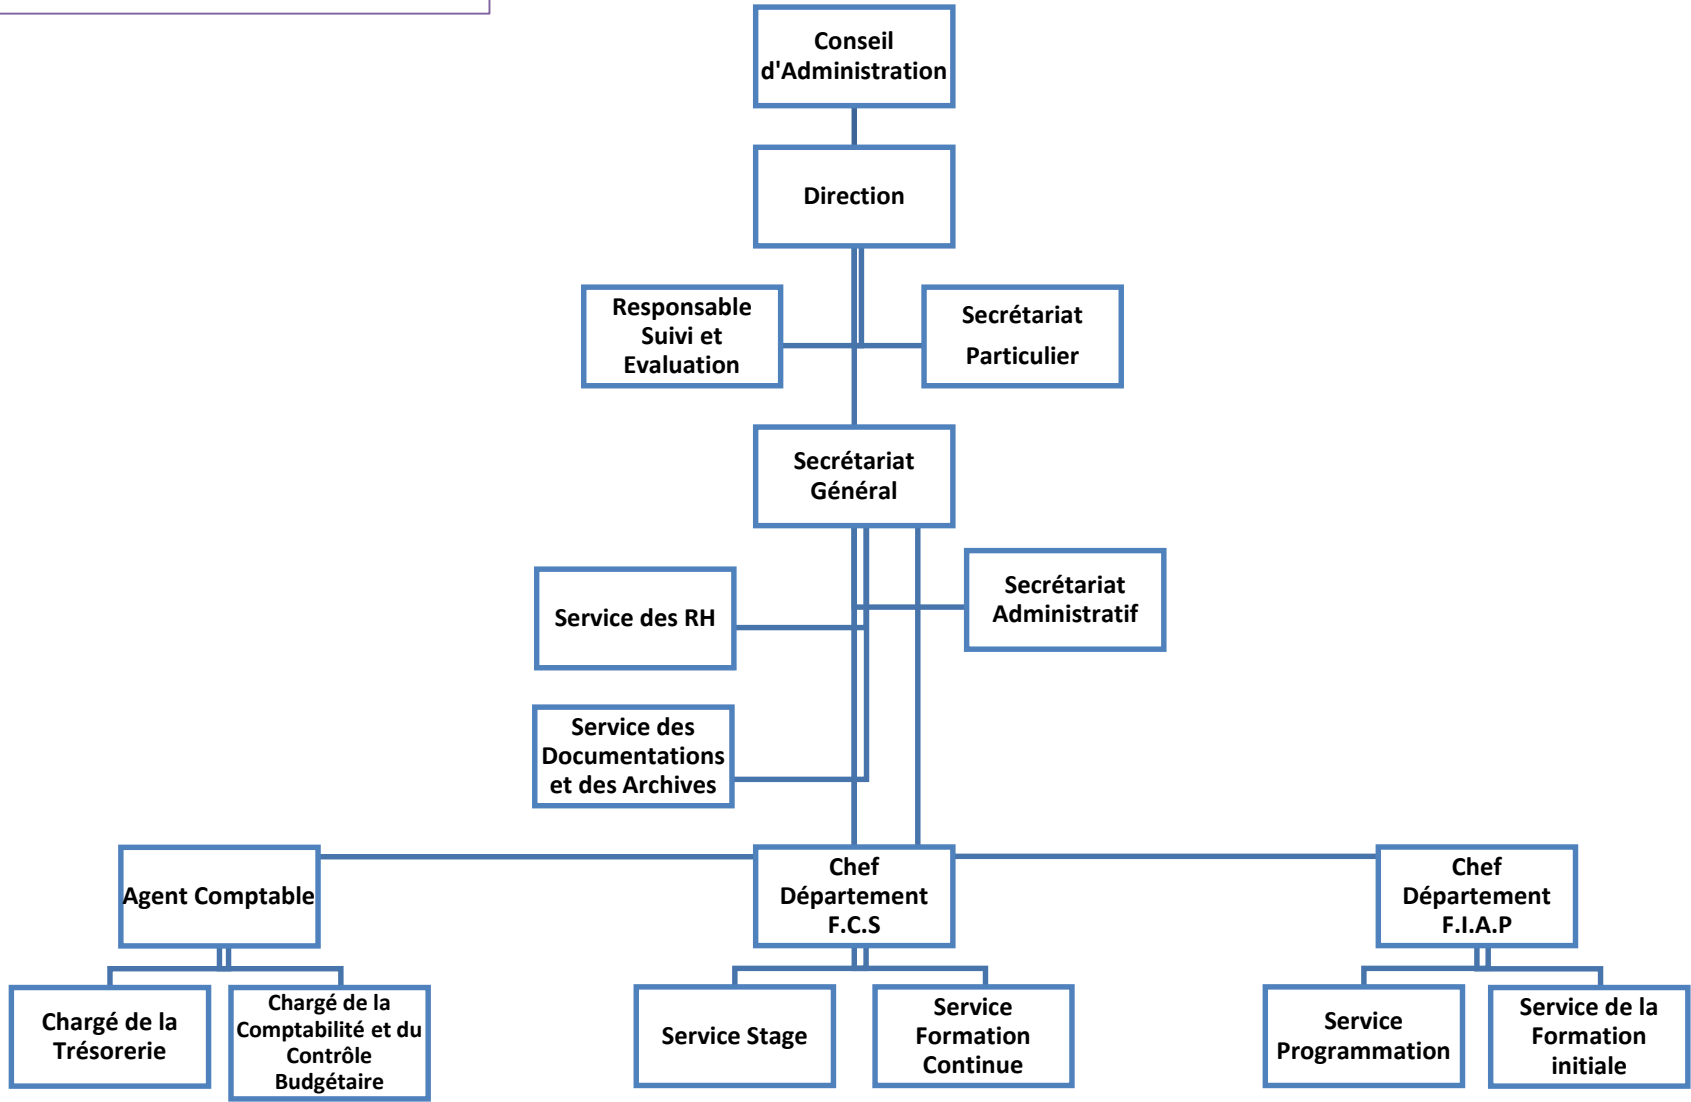 Conseil
d'Administration
Direction
Responsable
Suivi et
Evaluation
Secrétariat
Particulier
Secrétariat
Général
Service des RH
Secrétariat
Administratif
Service des
Documentations
et des Archives
Agent Comptable
Chef
Département
F.C.S
Chef
Département
F.I.A.P
Chargé de la
Trésorerie
Chargé de la
Comptabilité et du
Contrôle
Budgétaire
Service Stage
Service
Formation
Continue
Service
Programmation
Service de la
Formation
initiale